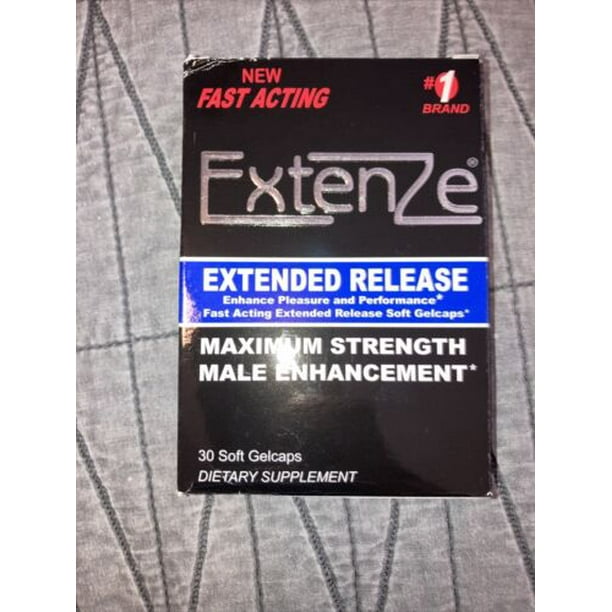 NEW
FAST ACTING
#1
BRAND
ExtenZe®
EXTENDED RELEASE
Enhance Pleasure and Performance*
Fast Acting Extended Release Soft Gelcaps*
MAXIMUM STRENGTH
MALE ENHANCEMENT*
30 Soft Gelcaps
DIETARY SUPPLEMENT